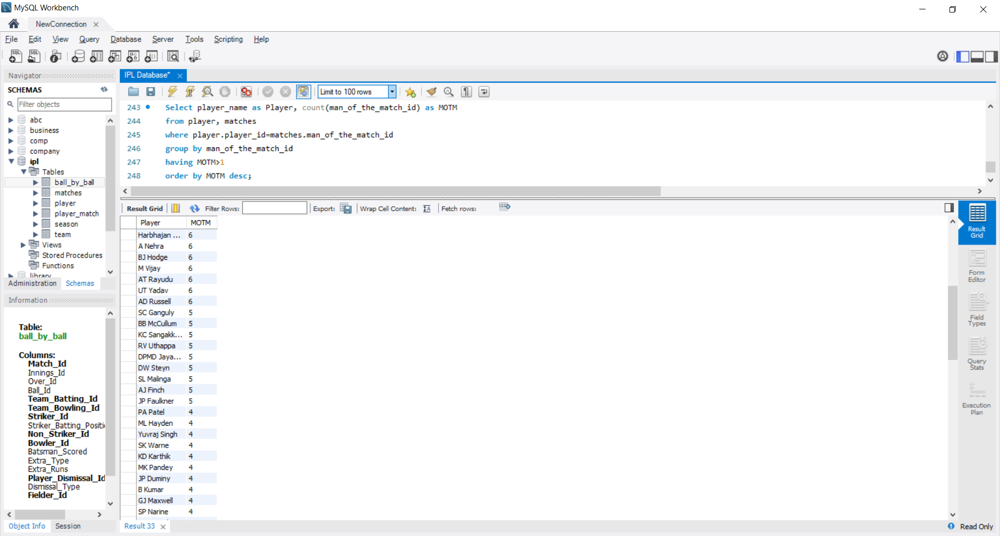 MySQL Workbench
NewConnection
File Edit View Query Database Server Tools Scripting Help
Navigator
SCHEMAS
Filter objects
abc
business
comp
company
ipl
Tables
ball_by_ball
matches
player
player_match
season
team
Views
Stored Procedures
Functions
library
Administration Schemas
Information
Table:
ball_by_ball
Columns:
Match_Id
Innings_Id
Over_Id
Ball_Id
Team_Batting_Id
Team_Bowling_Id
Striker_Id
Striker_Batting_Positi
Non_Striker_Id
Bowler_Id
Batsman_Scored
Extra_Type
Extra_Runs
Player_Dismissal_Id
Dismissal_Type
Fielder_Id
Object Info Session
IPL Database*
Limit to 100 rows
243 Select player_name as Player, count(man_of_the_match_id) as MOTM
244 from player, matches
245 where player.player_id=matches.man_of_the_match_id
246 group by man_of_the_match_id
247 having MOTM>1
248 order by MOTM desc;
Result Grid Filter Rows: Export: Wrap Cell Content: Fetch rows:
Player MOTM
Harbhajan ... 6
A Nehra 6
BJ Hodge 6
M Vijay 6
AT Rayudu 6
UT Yadav 6
AD Russell 6
SC Ganguly 5
BB McCullum 5
KC Sangakk... 5
RV Uthappa 5
DPMD Jaya... 5
DW Steyn 5
SL Malinga 5
AJ Finch 5
JP Faulkner 5
PA Patel 4
ML Hayden 4
Yuvraj Singh 4
SK Warne 4
KD Karthik 4
MK Pandey 4
JP Duminy 4
B Kumar 4
GJ Maxwell 4
SP Narine 4
Result
Grid
Form
Editor
Field
Types
Query
Stats
Execution
Plan
Result 33
Read Only